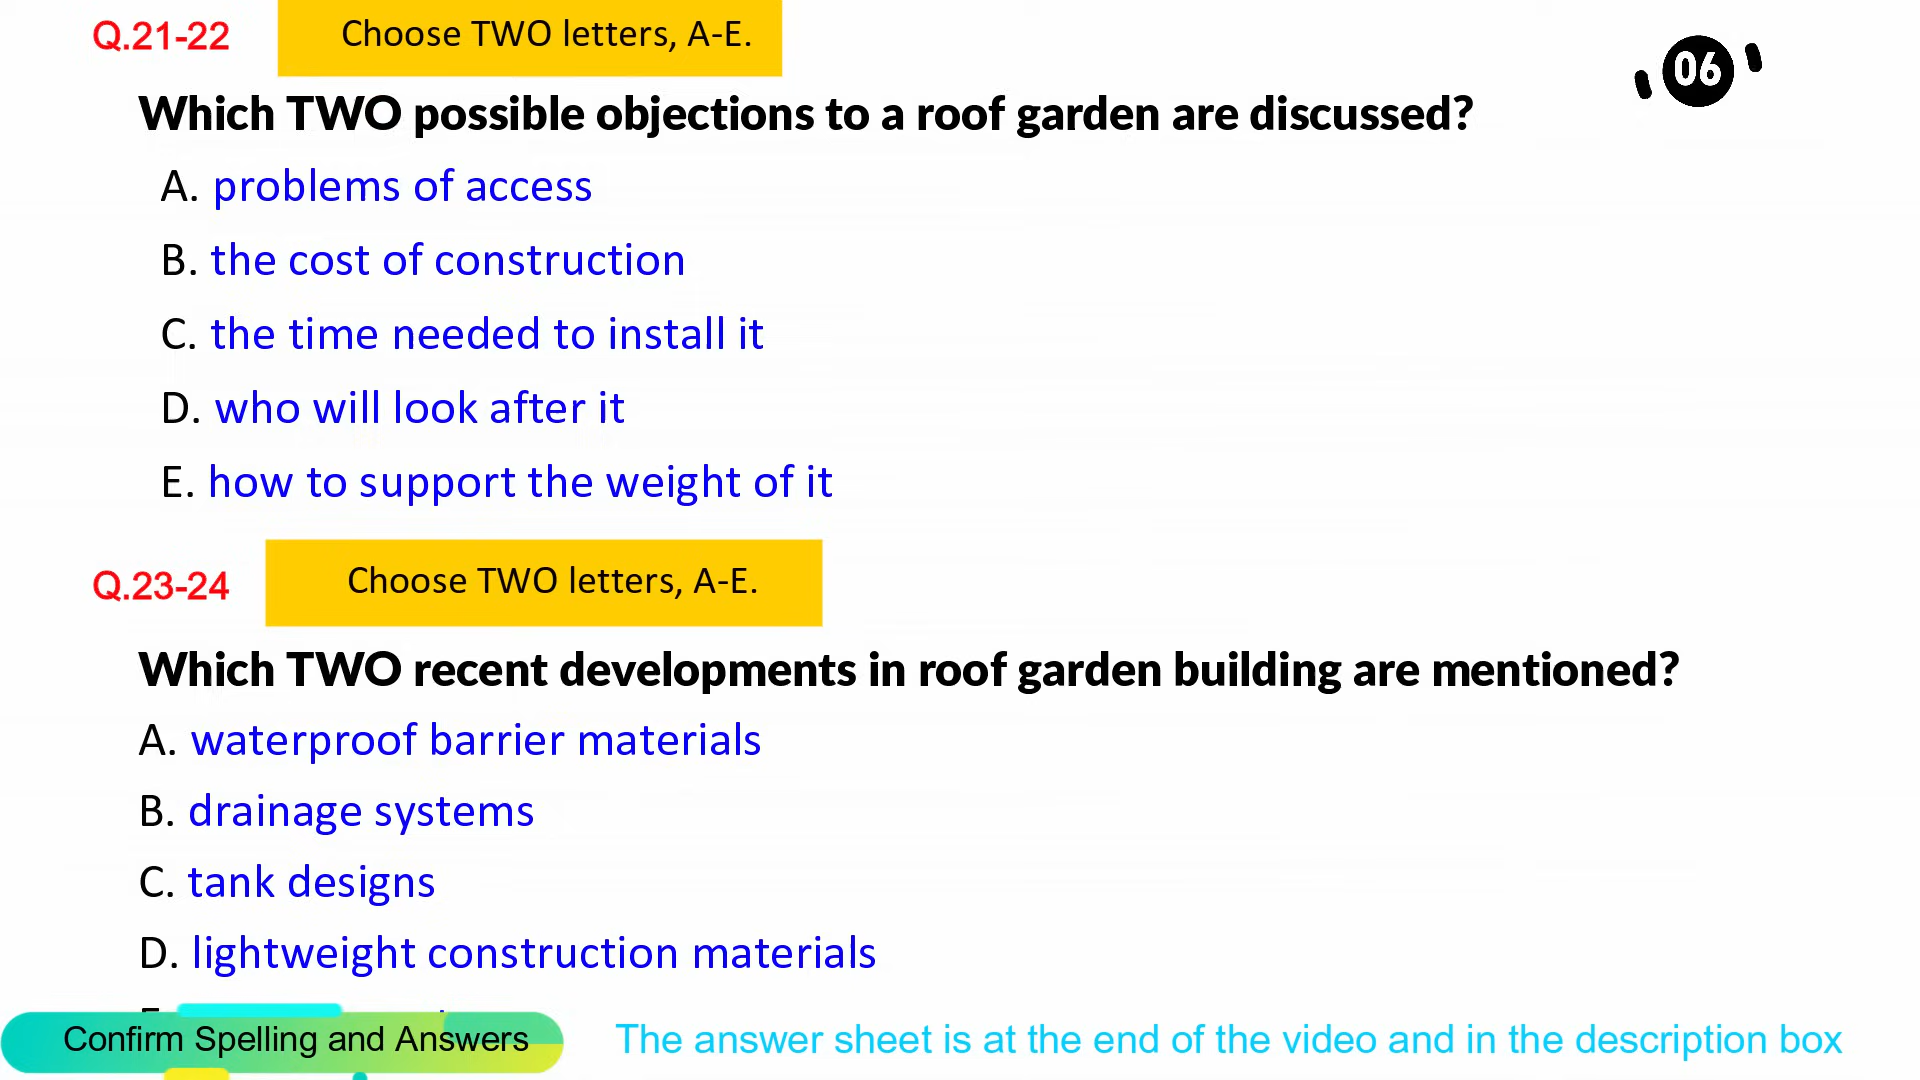 Q.21-22
Choose TWO letters, A-E.
06
Which TWO possible objections to a roof garden are discussed?
A. problems of access
B. the cost of construction
C. the time needed to install it
D. who will look after it
E. how to support the weight of it
Q.23-24
Choose TWO letters, A-E.
Which TWO recent developments in roof garden building are mentioned?
A. waterproof barrier materials
B. drainage systems
C. tank designs
D. lightweight construction materials
Confirm Spelling and Answers
The answer sheet is at the end of the video and in the description box